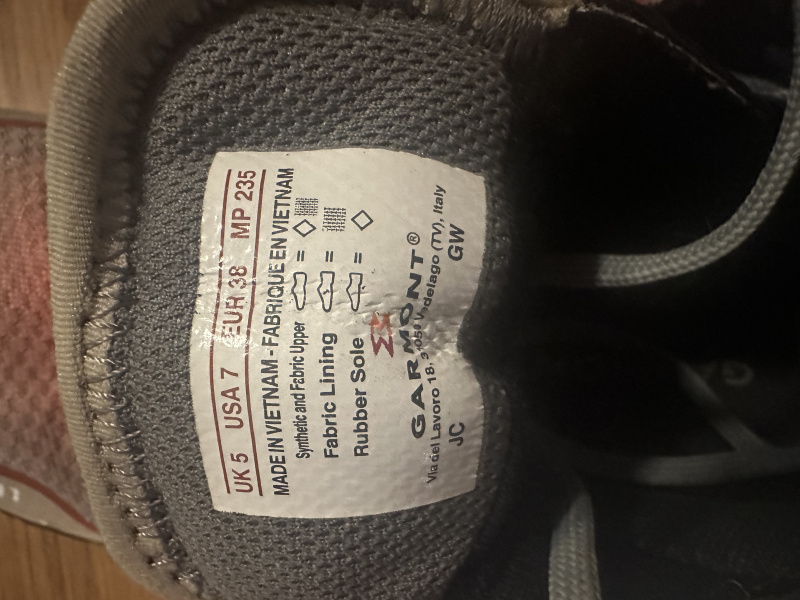 UK 5 USA 7 EUR 38 MP 235
MADE IN VIETNAM - FABRIQUE EN VIETNAM
Synthetic and Fabric Upper = 
Fabric Lining =
Rubber Sole =
GARMONT®
Via del Lavoro 18, 31050 Vedelago (TV), Italy
JC GW